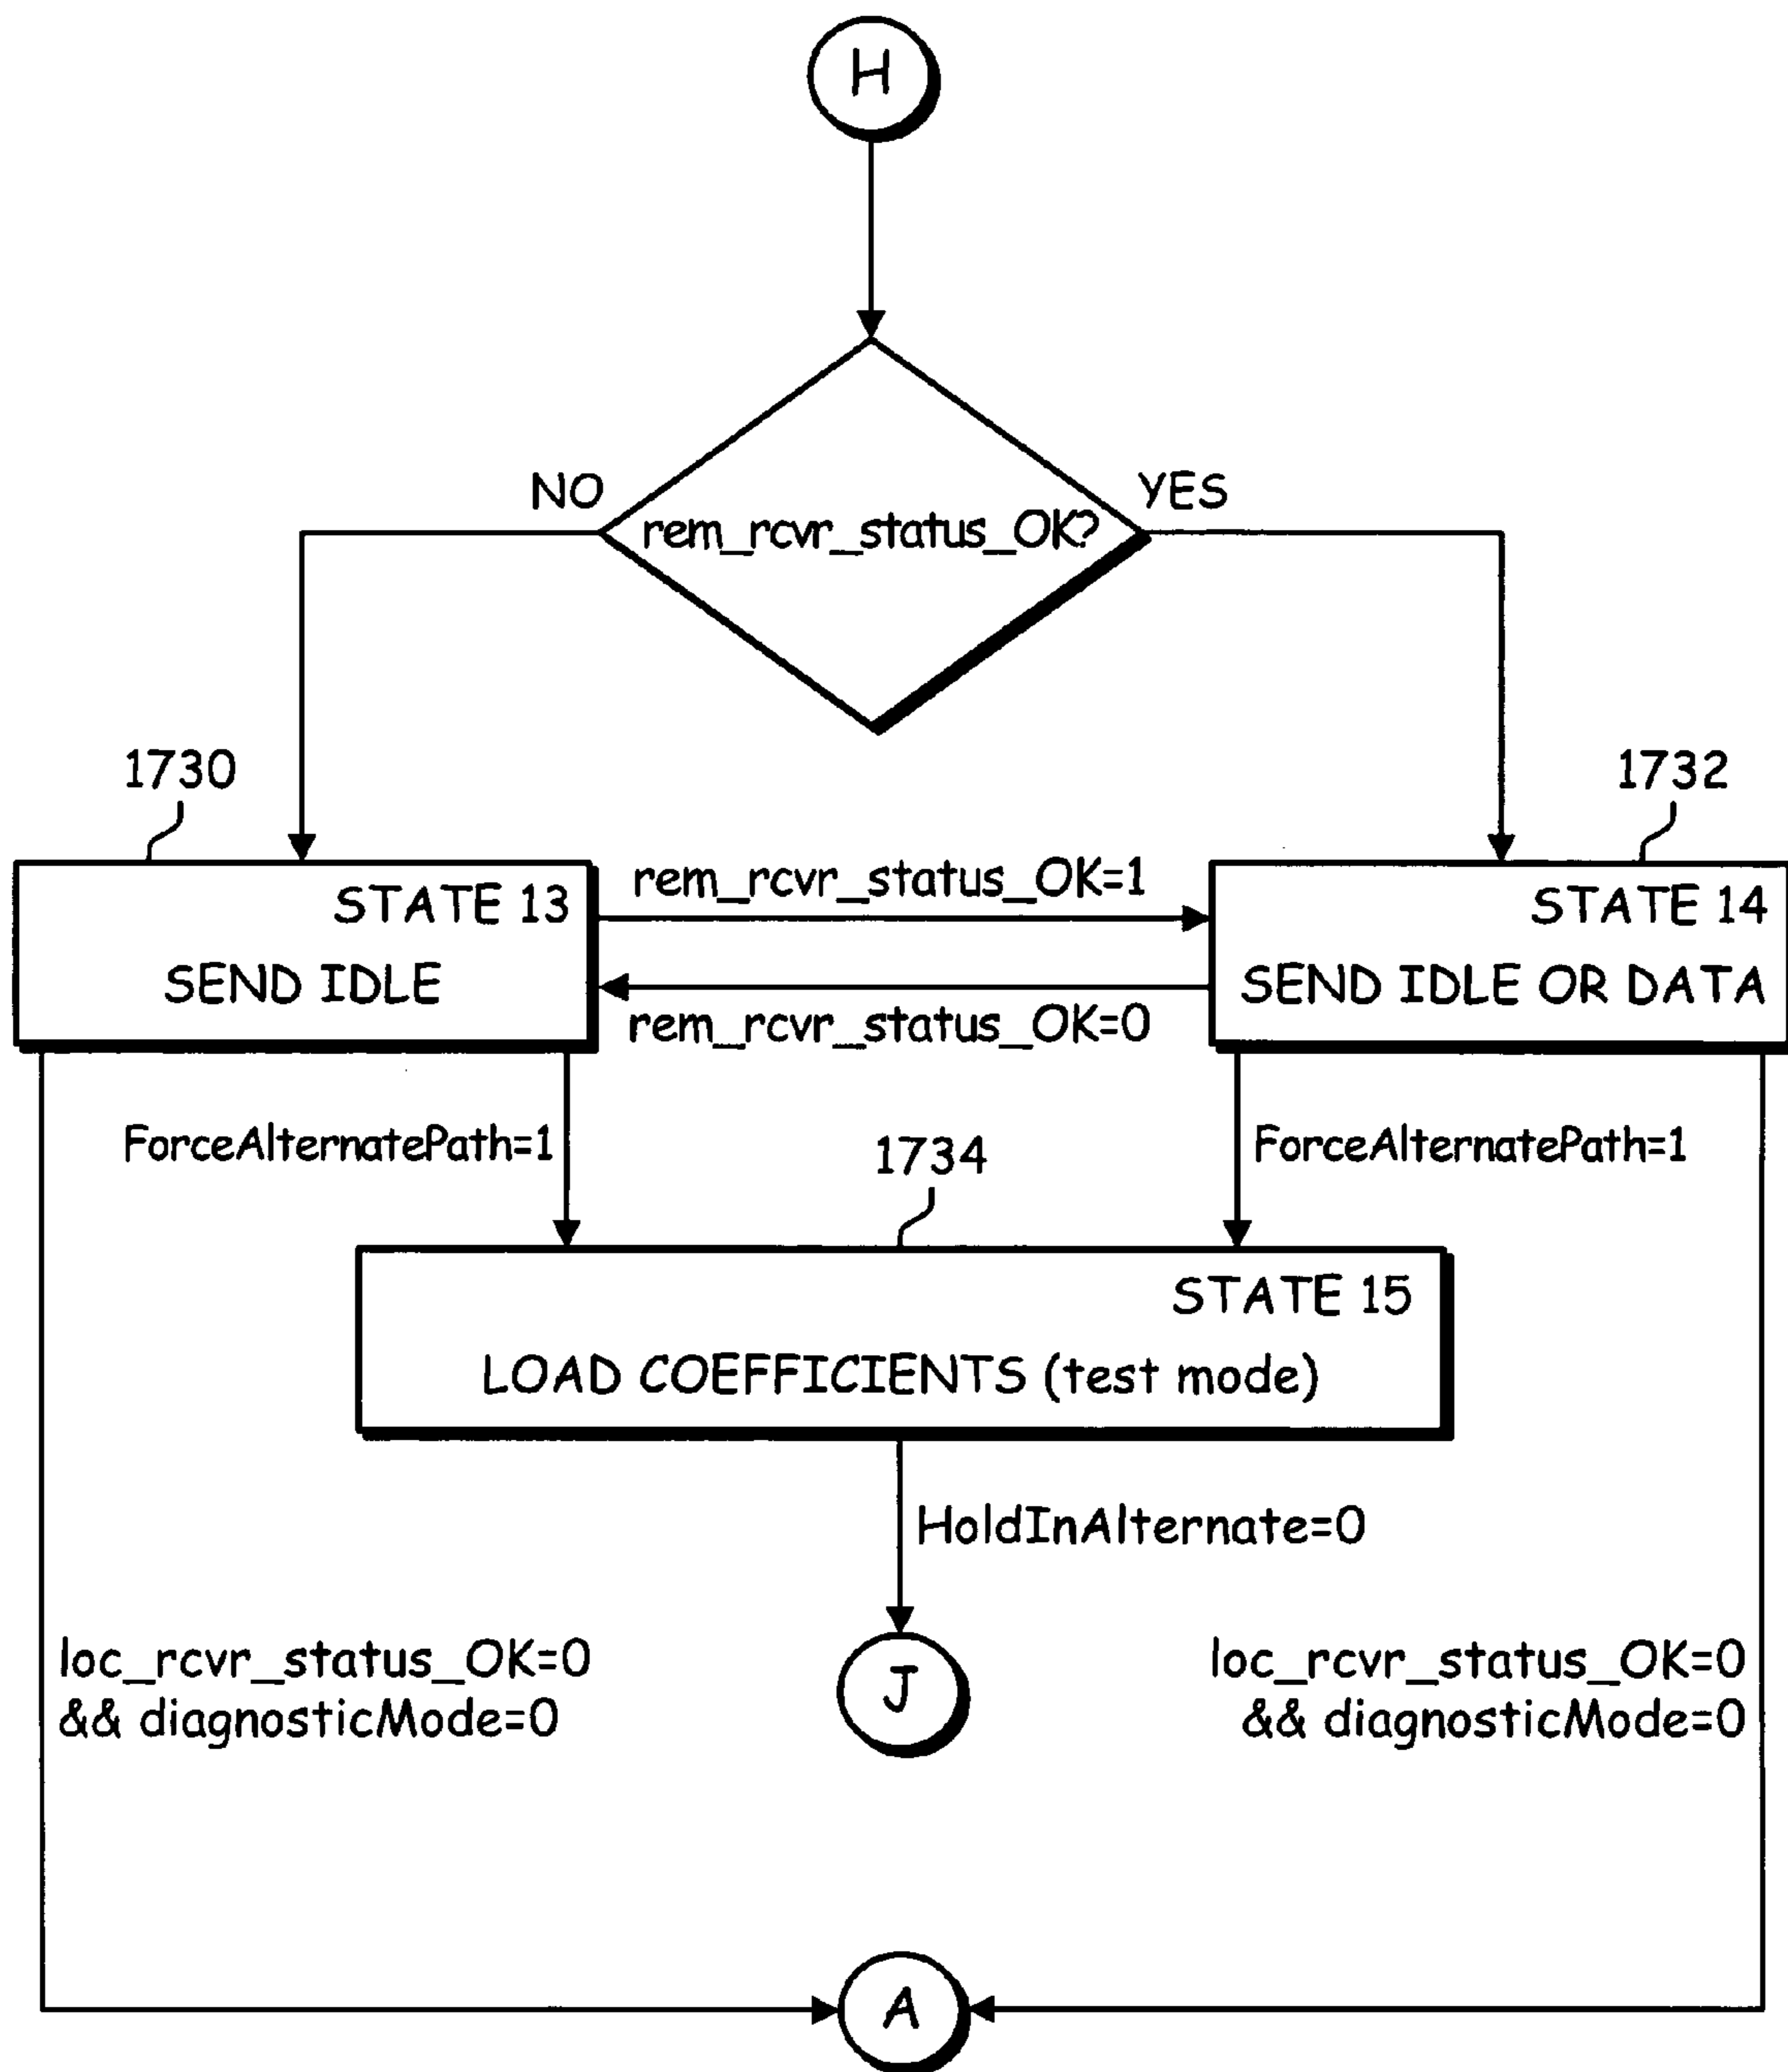 H
NO
YES
rem_rcvr_status_OK?
1730
1732
STATE 13
SEND IDLE
rem_rcvr_status_OK=1
rem_rcvr_status_OK=0
STATE 14
SEND IDLE OR DATA
ForceAlternatePath=1
1734
ForceAlternatePath=1
STATE 15
LOAD COEFFICIENTS (test mode)
HoldInAlternate=0
J
loc_rcvr_status_OK=0
&& diagnosticMode=0
loc_rcvr_status_OK=0
&& diagnosticMode=0
A